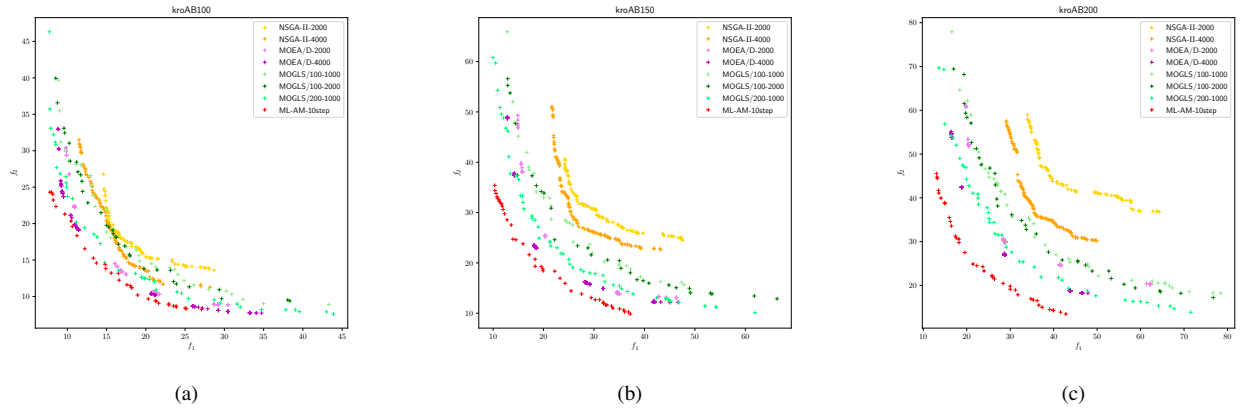 kroAB100
NSGA-II-2000
NSGA-II-4000
MOEA/D-2000
MOEA/D-4000
MOGLS/100-1000
MOGLS/100-2000
MOGLS/200-1000
ML-AM-10step
45
40
35
30
25
20
15
10
f₂
10 15 20 25 30 35 40 45
f₁
(a)
kroAB150
NSGA-II-2000
NSGA-II-4000
MOEA/D-2000
MOEA/D-4000
MOGLS/100-1000
MOGLS/100-2000
MOGLS/200-1000
ML-AM-10step
60
50
40
30
20
10
f₂
10 20 30 40 50 60
f₁
(b)
kroAB200
NSGA-II-2000
NSGA-II-4000
MOEA/D-2000
MOEA/D-4000
MOGLS/100-1000
MOGLS/100-2000
MOGLS/200-1000
ML-AM-10step
80
70
60
50
40
30
20
f₂
10 20 30 40 50 60 70 80
f₁
(c)